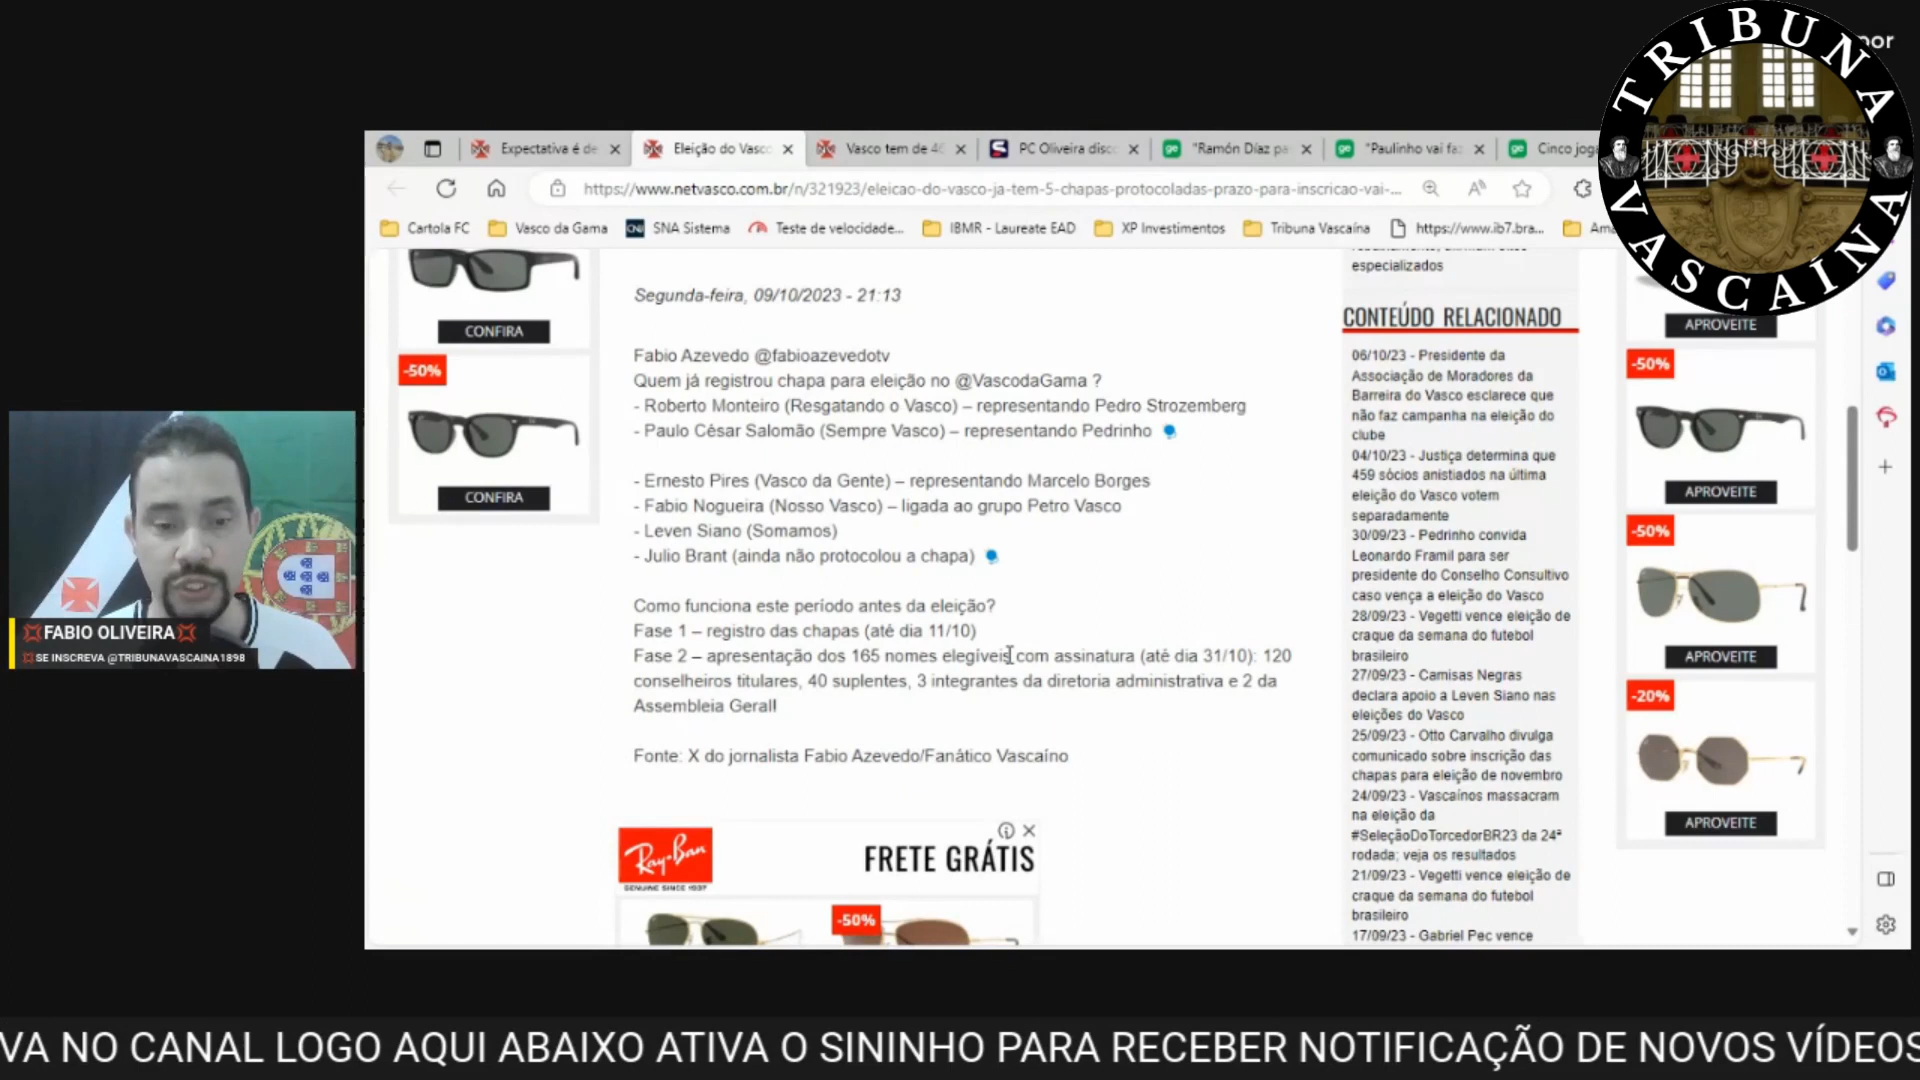 TRIBUNA VASCAÍNA
por
Expectativa é de
Eleição do Vasco
Vasco tem de 46
PC Oliveira disc
"Ramón Díaz pa
"Paulinho vai fa
Cinco jog
https://www.netvasco.com.br/n/321923/eleicao-do-vasco-ja-tem-5-chapas-protocoladas-prazo-para-inscricao-vai-...
Cartola FC
Vasco da Gama
SNA Sistema
Teste de velocidade...
IBMR - Laureate EAD
XP Investimentos
Tribuna Vascaína
https://www.ib7.bra...
CONFIRA
-50%
CONFIRA
Segunda-feira, 09/10/2023 - 21:13
Fabio Azevedo @fabioazevedotv
Quem já registrou chapa para eleição no @VascodaGama ?
- Roberto Monteiro (Resgatando o Vasco) – representando Pedro Strozemberg
- Paulo César Salomão (Sempre Vasco) – representando Pedrinho
- Ernesto Pires (Vasco da Gente) – representando Marcelo Borges
- Fabio Nogueira (Nosso Vasco) – ligada ao grupo Petro Vasco
- Leven Siano (Somamos)
- Julio Brant (ainda não protocolou a chapa)
Como funciona este período antes da eleição?
Fase 1 – registro das chapas (até dia 11/10)
Fase 2 – apresentação dos 165 nomes elegíveis com assinatura (até dia 31/10): 120
conselheiros titulares, 40 suplentes, 3 integrantes da diretoria administrativa e 2 da
Assembleia Geral!
Fonte: X do jornalista Fabio Azevedo/Fanático Vascaíno
Ray-Ban
GENUINE SINCE 1937
FRETE GRÁTIS
-50%
especializados
CONTEÚDO RELACIONADO
06/10/23 - Presidente da
Associação de Moradores da
Barreira do Vasco esclarece que
não faz campanha na eleição do
clube
04/10/23 - Justiça determina que
459 sócios anistiados na última
eleição do Vasco votem
separadamente
30/09/23 - Pedrinho convida
Leonardo Framil para ser
presidente do Conselho Consultivo
caso vença a eleição do Vasco
28/09/23 - Vegetti vence eleição de
craque da semana do futebol
brasileiro
27/09/23 - Camisas Negras
declara apoio a Leven Siano nas
eleições do Vasco
25/09/23 - Otto Carvalho divulga
comunicado sobre inscrição das
chapas para eleição de novembro
24/09/23 - Vascaínos massacram
na eleição da
#SeleçãoDoTorcedorBR23 da 24ª
rodada; veja os resultados
21/09/23 - Vegetti vence eleição de
craque da semana do futebol
brasileiro
17/09/23 - Gabriel Pec vence
APROVEITE
-50%
APROVEITE
-50%
APROVEITE
-20%
APROVEITE
FABIO OLIVEIRA
SE INSCREVA @TRIBUNAVASCAINA1898
VA NO CANAL LOGO AQUI ABAIXO ATIVA O SININHO PARA RECEBER NOTIFICAÇÃO DE NOVOS VÍDEOS